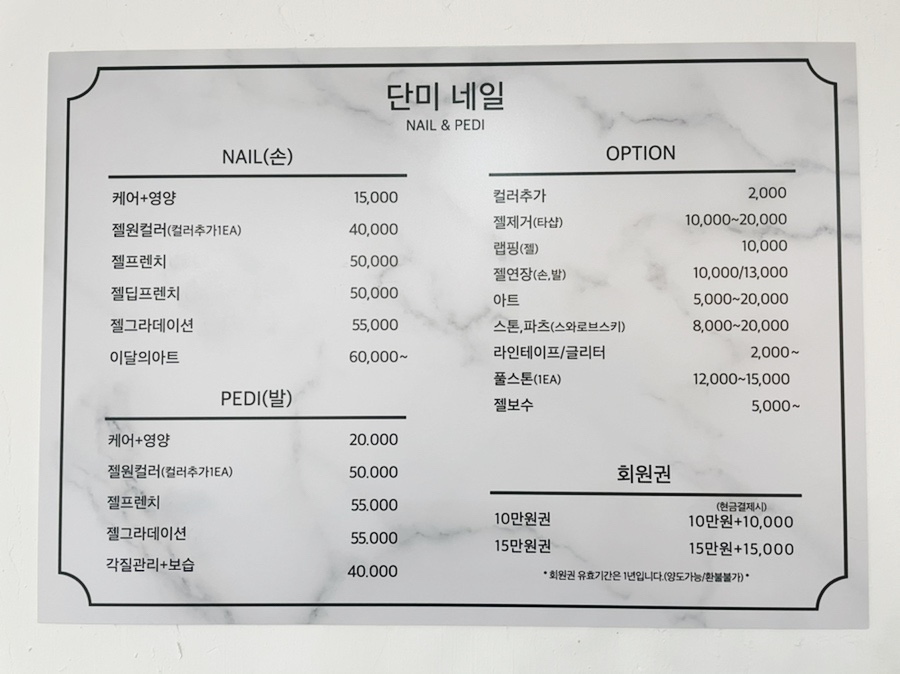 단미 네일
NAIL & PEDI
NAIL(손)
케어+영양 15,000
젤원컬러(컬러추가1EA) 40,000
젤프렌치 50,000
젤딥프렌치 50,000
젤그라데이션 55,000
이달의아트 60,000~
PEDI(발)
케어+영양 20.000
젤원컬러(컬러추가1EA) 50.000
젤프렌치 55.000
젤그라데이션 55.000
각질관리+보습 40.000
OPTION
컬러추가 2,000
젤제거(타샵) 10,000~20,000
랩핑(젤) 10,000
젤연장(손,발) 10,000/13,000
아트 5,000~20,000
스톤,파츠(스와로브스키) 8,000~20,000
라인테이프/글리터 2,000~
풀스톤(1EA) 12,000~15,000
젤보수 5,000~
회원권
(현금결제시)
10만원권 10만원+10,000
15만원권 15만원+15,000
* 회원권 유효기간은 1년입니다.(양도가능/환불불가) *